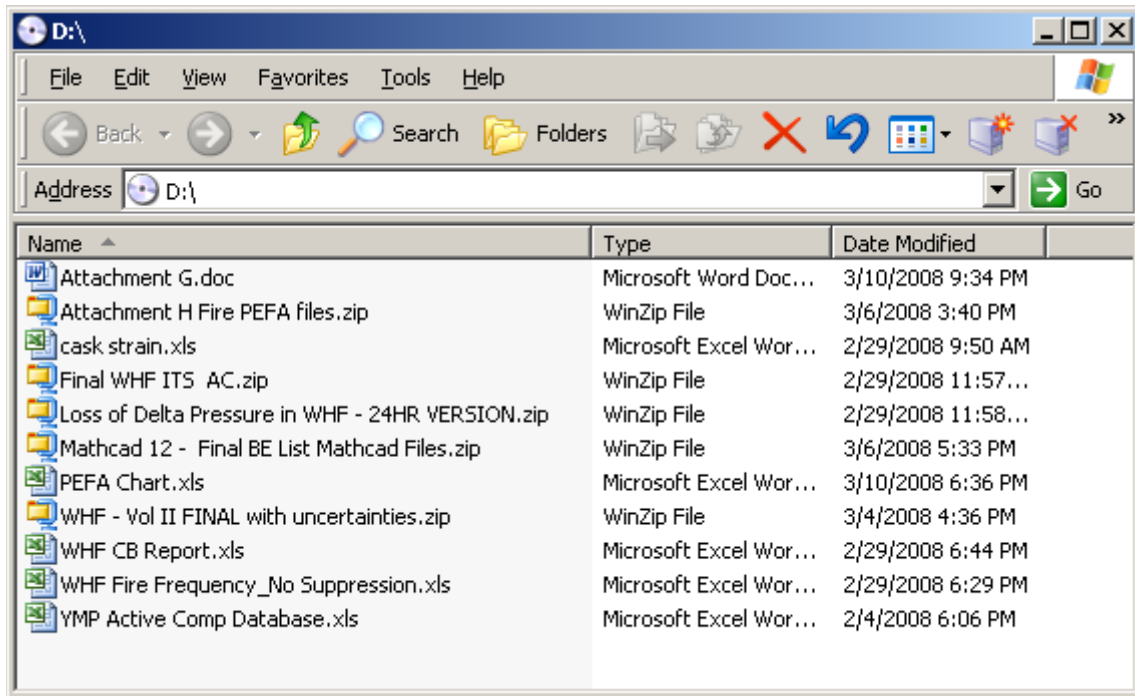 D:\
File Edit View Favorites Tools Help
Back Search Folders »
Address D:\ Go
Name Type Date Modified
Attachment G.doc Microsoft Word Doc... 3/10/2008 9:34 PM
Attachment H Fire PEFA files.zip WinZip File 3/6/2008 3:40 PM
cask strain.xls Microsoft Excel Wor... 2/29/2008 9:50 AM
Final WHF ITS  AC.zip WinZip File 2/29/2008 11:57...
Loss of Delta Pressure in WHF - 24HR VERSION.zip WinZip File 2/29/2008 11:58...
Mathcad 12 -  Final BE List Mathcad Files.zip WinZip File 3/6/2008 5:33 PM
PEFA Chart.xls Microsoft Excel Wor... 3/10/2008 6:36 PM
WHF - Vol II FINAL with uncertainties.zip WinZip File 3/4/2008 4:36 PM
WHF CB Report.xls Microsoft Excel Wor... 2/29/2008 6:44 PM
WHF Fire Frequency_No Suppression.xls Microsoft Excel Wor... 2/29/2008 6:29 PM
YMP Active Comp Database.xls Microsoft Excel Wor... 2/4/2008 6:06 PM